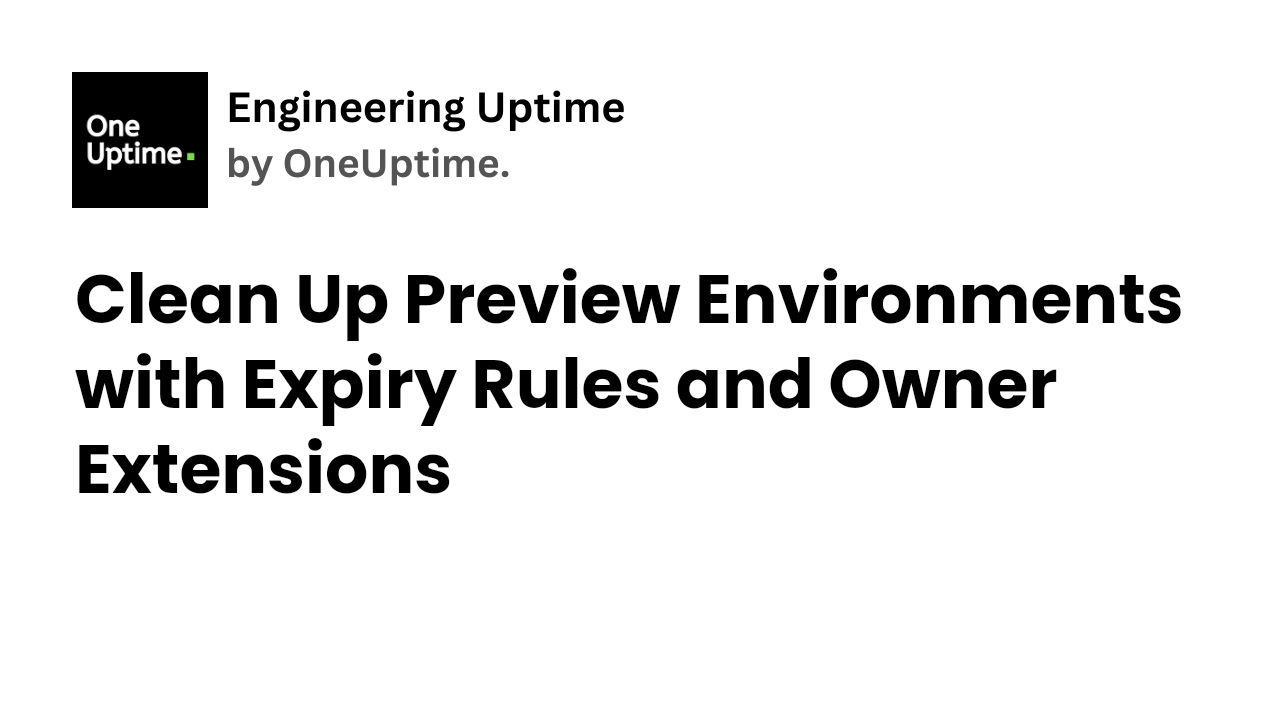 One
Uptime.
Engineering Uptime
by OneUptime.
Clean Up Preview Environments
with Expiry Rules and Owner
Extensions